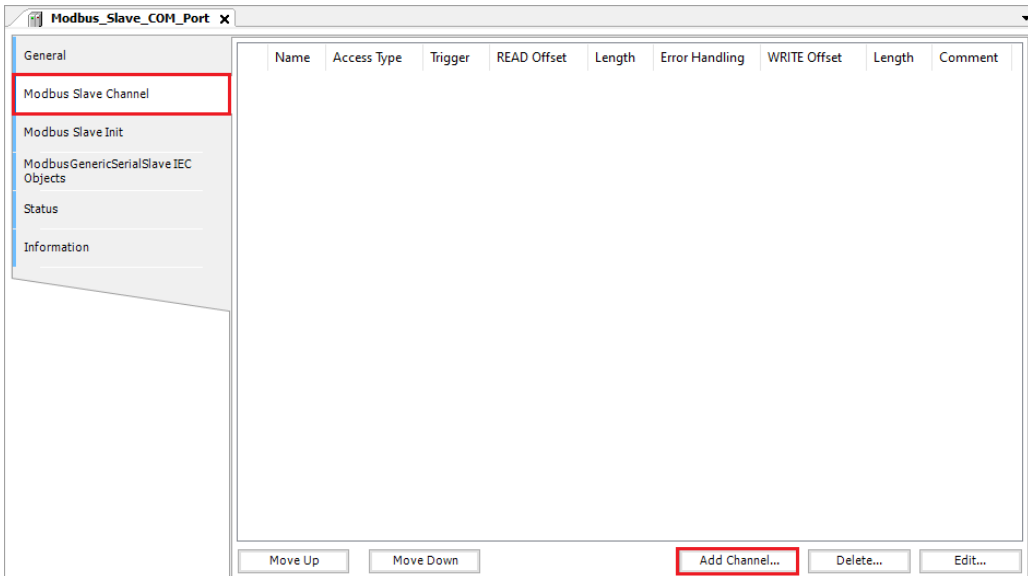 Modbus_Slave_COM_Port X
General
Modbus Slave Channel
Modbus Slave Init
ModbusGenericSerialSlave IEC
Objects
Status
Information
Name Access Type Trigger READ Offset Length Error Handling WRITE Offset Length Comment
Move Up Move Down Add Channel... Delete... Edit...